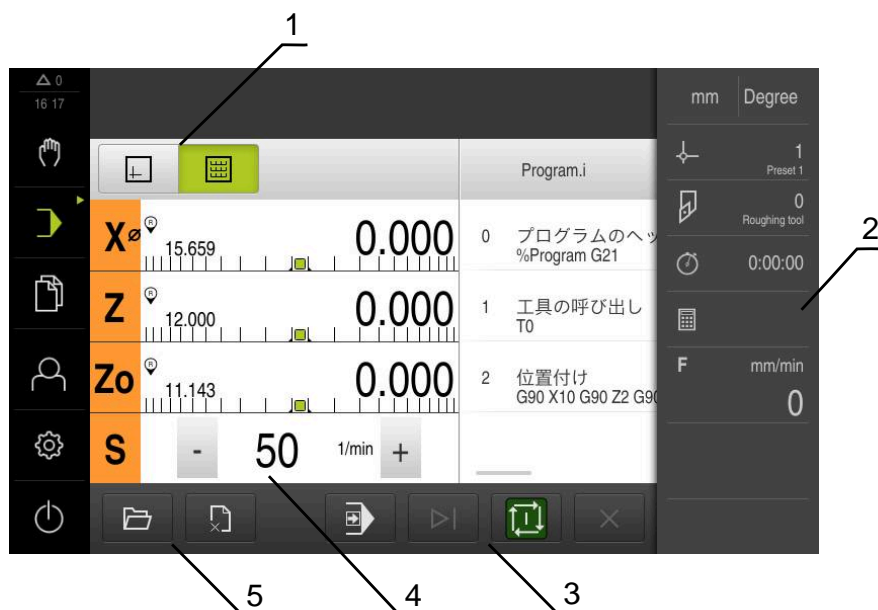 1
0
16 17
mm Degree
1
Preset 1
Program.i
0
Roughing tool
2
X⌀ R 15.659 0.000
0 プログラムのヘッ
%Program G21
0:00:00
Z R 12.000 0.000
1 工具の呼び出し
T0
F mm/min
0
Zo R 11.143 0.000
2 位置付け
G90 X10 G90 Z2 G90
S - 50 1/min +
5
4
3